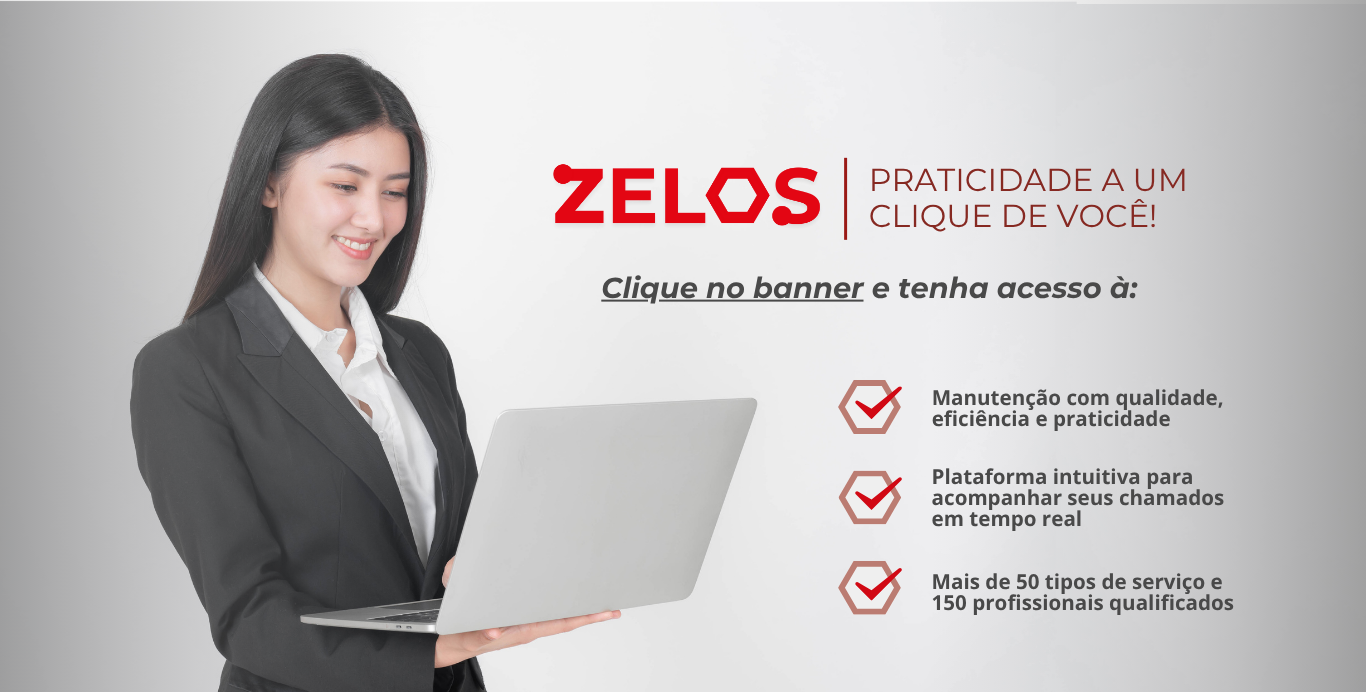 ZELOS
PRATICIDADE A UM
CLIQUE DE VOCÊ!
Clique no banner e tenha acesso à:
Manutenção com qualidade,
eficiência e praticidade
Plataforma intuitiva para
acompanhar seus chamados
em tempo real
Mais de 50 tipos de serviço e
150 profissionais qualificados